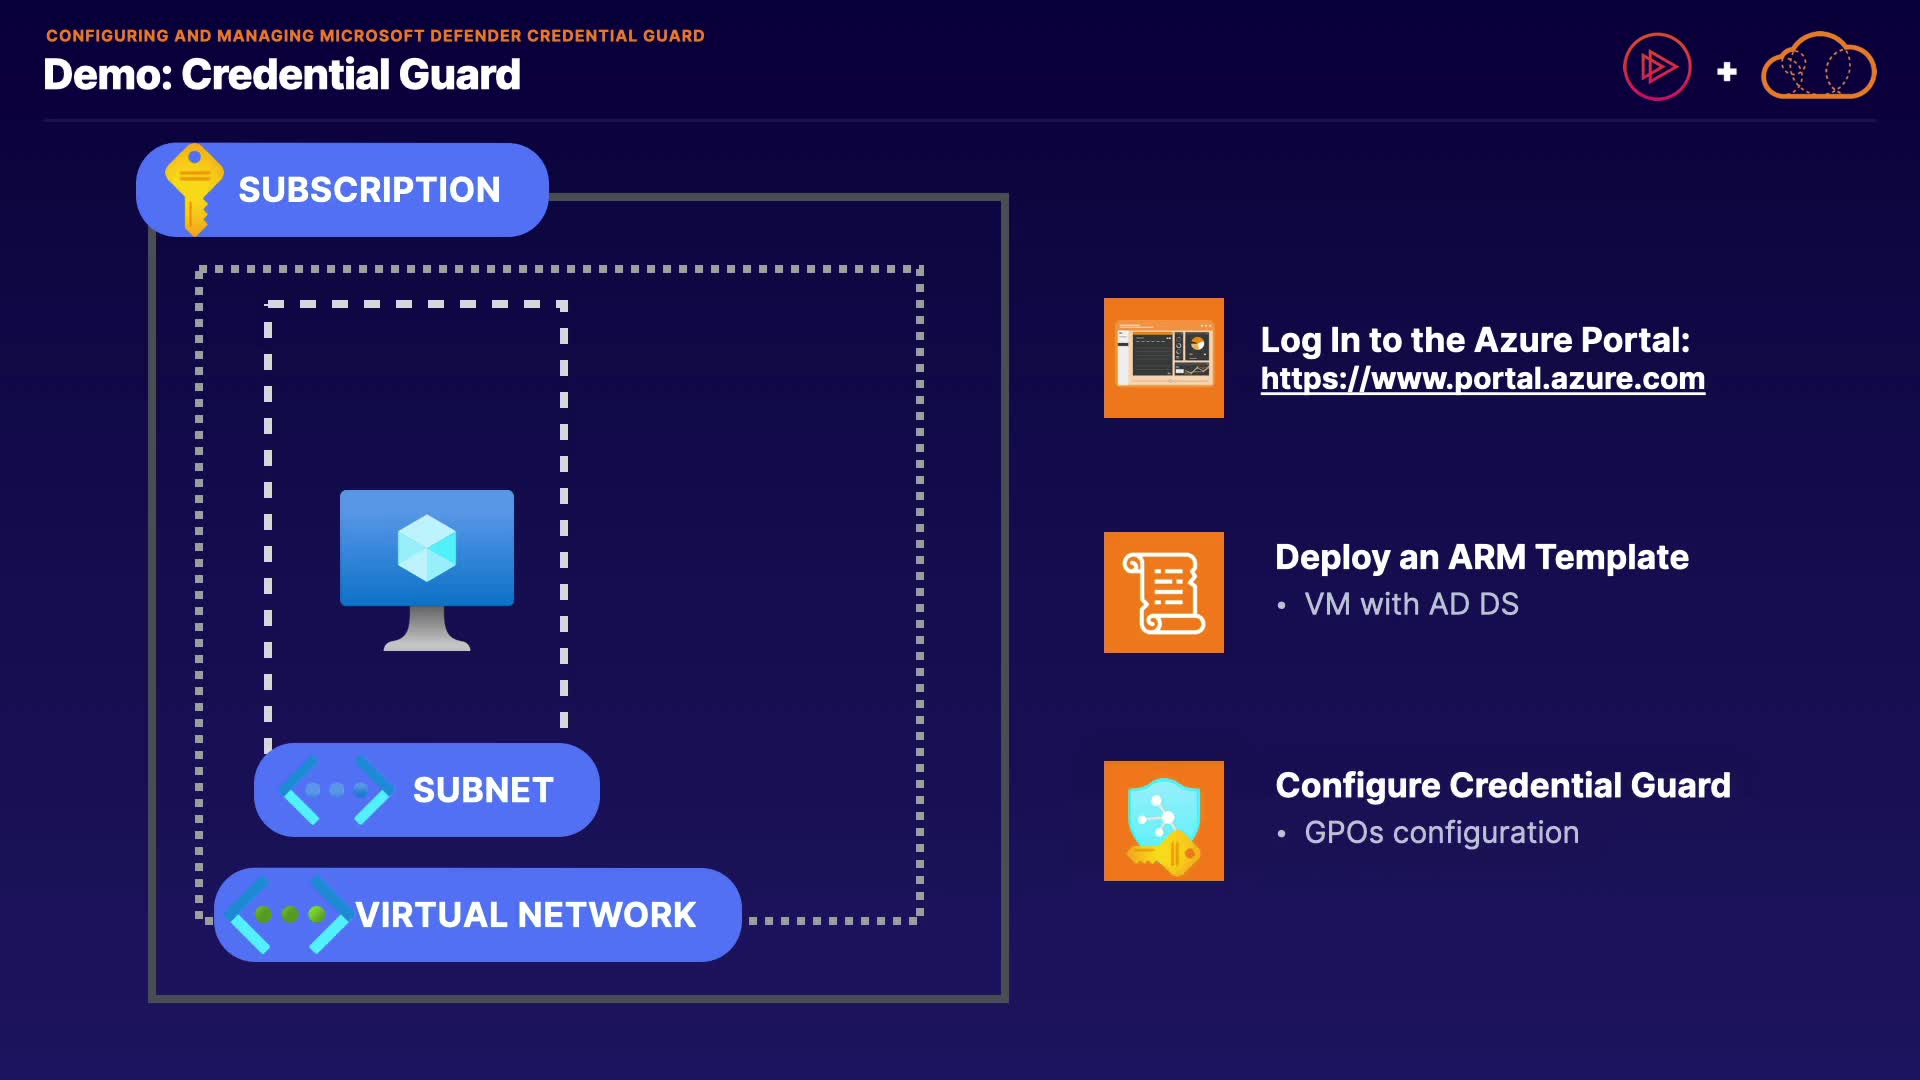 CONFIGURING AND MANAGING MICROSOFT DEFENDER CREDENTIAL GUARD
Demo: Credential Guard
SUBSCRIPTION
SUBNET
VIRTUAL NETWORK
Log In to the Azure Portal:
https://www.portal.azure.com
Deploy an ARM Template
• VM with AD DS
Configure Credential Guard
• GPOs configuration